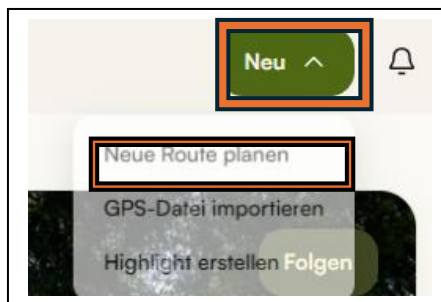 Neu
Neue Route planen
GPS-Datei importieren
Highlight erstellen Folgen